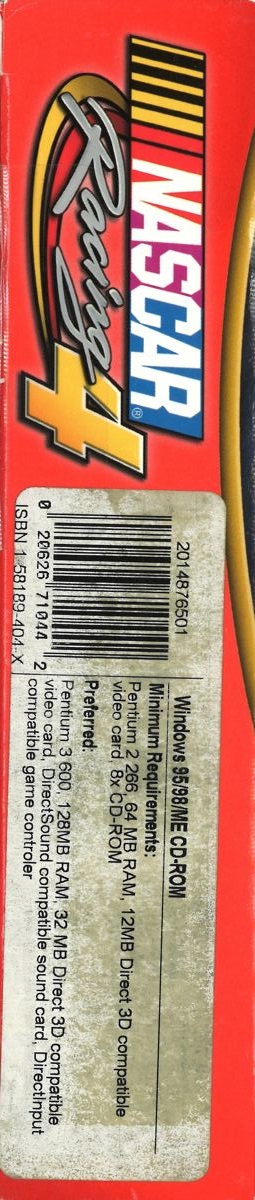 NASCAR®
Racing 4
2014876501
0 20626 71044 2
ISBN 1-58189-404-X
Windows 95/98/ME CD-ROM
Minimum Requirements:
Pentium 2 266, 64 MB RAM, 12MB Direct 3D compatible
video card, 8x CD-ROM
Preferred:
Pentium 3 600, 128MB RAM, 32 MB Direct 3D compatible
video card, DirectSound compatible sound card, DirectInput
compatible game controler.